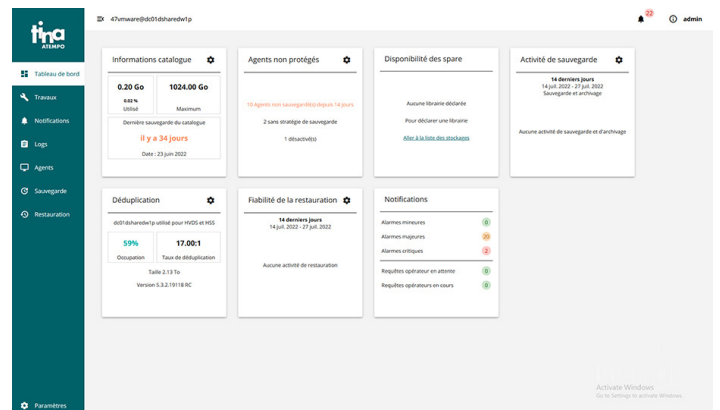 tina
ATEMPO
47vmware@dc01dsharedw1p
22
admin
Tableau de bord
Travaux
Notifications
Logs
Agents
Sauvegarde
Restauration
Paramètres
Informations catalogue
0.20 Go
0.02 %
Utilisé
1024.00 Go
Maximum
Dernière sauvegarde du catalogue
il y a 34 jours
Date : 23 juin 2022
Agents non protégés
10 Agents non sauvegardé(s) depuis 14 jours
2 sans stratégie de sauvegarde
1 désactivé(s)
Disponibilité des spare
Aucune librairie déclarée
Pour déclarer une librairie
Aller à la liste des stockages
Activité de sauvegarde
14 derniers jours
14 juil. 2022 - 27 juil. 2022
Sauvegarde et archivage
Aucune activité de sauvegarde et d'archivage
Déduplication
dc01dsharedw1p utilisé pour HVDS et HSS
59%
Occupation
17.00:1
Taux de déduplication
Taille 2.13 To
Version 5.3.2.19118 RC
Fiabilité de la restauration
14 derniers jours
14 juil. 2022 - 27 juil. 2022
Aucune activité de restauration
Notifications
Alarmes mineures 0
Alarmes majeures 20
Alarmes critiques 2
Requêtes opérateur en attente 0
Requêtes opérateurs en cours 0
Activate Windows
Go to Settings to activate Windows.